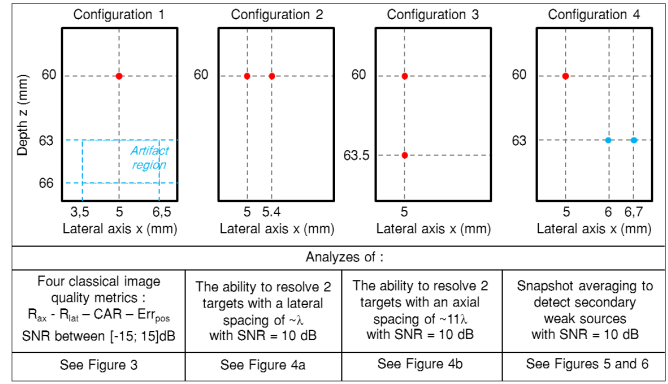 Configuration 1
Configuration 2
Configuration 3
Configuration 4
Depth z (mm)
60
63
66
Artifact
region
3,5 5 6,5
Lateral axis x (mm)
60
5 5.4
Lateral axis x (mm)
60
63.5
5
Lateral axis x (mm)
60
63
5 6 6,7
Lateral axis x (mm)
Analyzes of :
Four classical image
quality metrics :
Rax - Rlat – CAR – Errpos
SNR between [-15; 15]dB
The ability to resolve 2
targets with a lateral
spacing of ~λ
with SNR = 10 dB
The ability to resolve 2
targets with an axial
spacing of ~11λ
with SNR = 10 dB
Snapshot averaging to
detect secondary
weak sources
with SNR = 10 dB
See Figure 3
See Figure 4a
See Figure 4b
See Figures 5 and 6